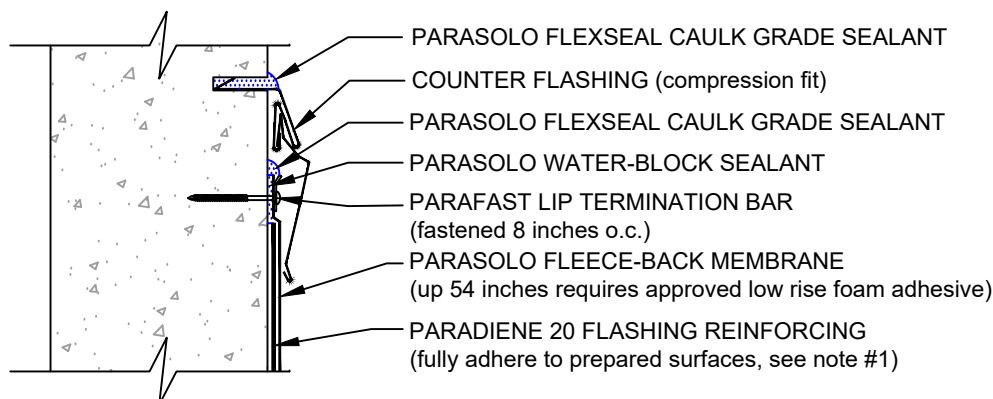 PARASOLO FLEXSEAL CAULK GRADE SEALANT
COUNTER FLASHING (compression fit)
PARASOLO FLEXSEAL CAULK GRADE SEALANT
PARASOLO WATER-BLOCK SEALANT
PARAFAST LIP TERMINATION BAR
(fastened 8 inches o.c.)
PARASOLO FLEECE-BACK MEMBRANE
(up 54 inches requires approved low rise foam adhesive)
PARADIENE 20 FLASHING REINFORCING
(fully adhere to prepared surfaces, see note #1)